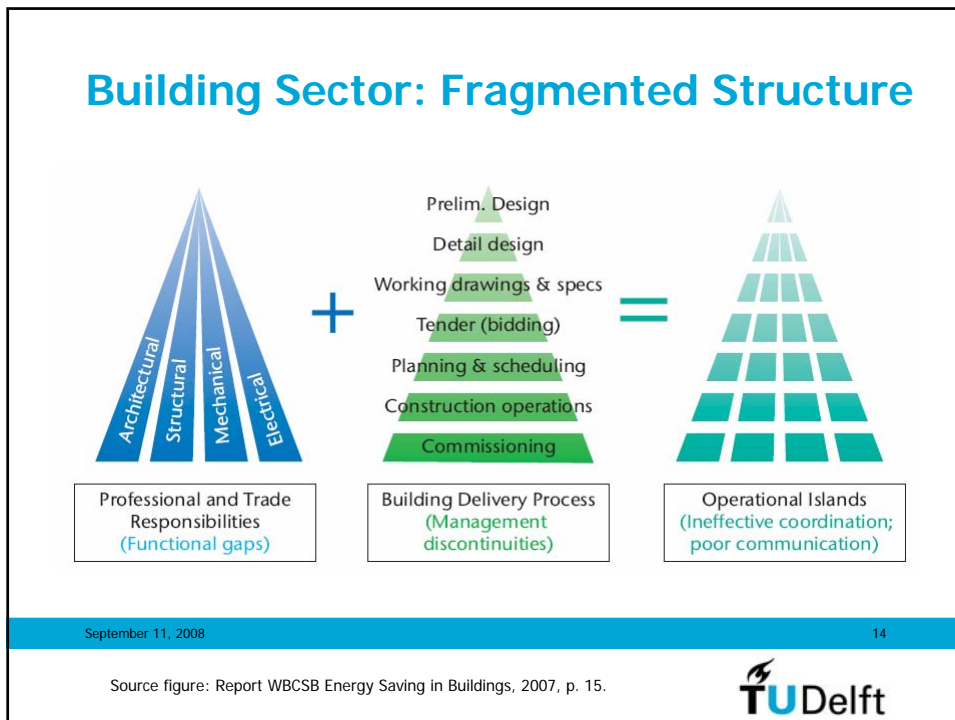 Building Sector: Fragmented Structure
Architectural
Structural
Mechanical
Electrical
+
Prelim. Design
Detail design
Working drawings & specs
Tender (bidding)
Planning & scheduling
Construction operations
Commissioning
=
Professional and Trade
Responsibilities
(Functional gaps)
Building Delivery Process
(Management
discontinuities)
Operational Islands
(Ineffective coordination;
poor communication)
September 11, 2008
14
Source figure: Report WBCSB Energy Saving in Buildings, 2007, p. 15.
TUDelft